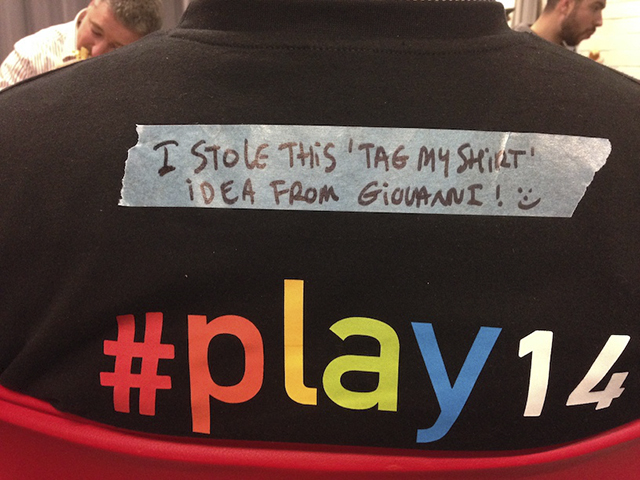 I STOLE THiS 'TAG MY SHIRT'
iDEA FROM GIOVANNI! :)
#play14